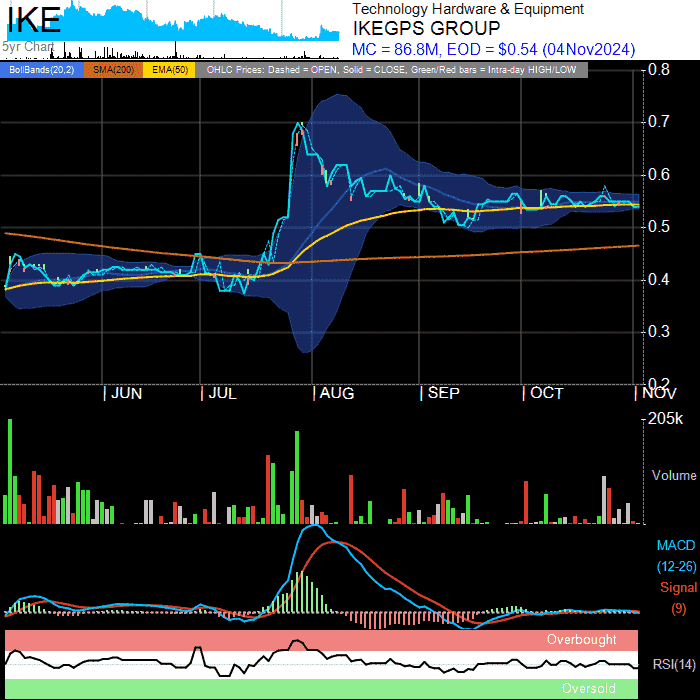 IKE
5yr Chart
Technology Hardware & Equipment
IKEGPS GROUP
MC = 86.8M, EOD = $0.54 (04Nov2024)
BollBands(20,2) SMA(200) EMA(50) OHLC Prices: Dashed = OPEN, Solid = CLOSE, Green/Red bars = Intra-day HIGH/LOW
0.8
0.7
0.6
0.5
0.4
0.3
0.2
JUN JUL AUG SEP OCT NOV
205k
Volume
MACD
(12-26)
Signal
(9)
Overbought
RSI(14)
Oversold